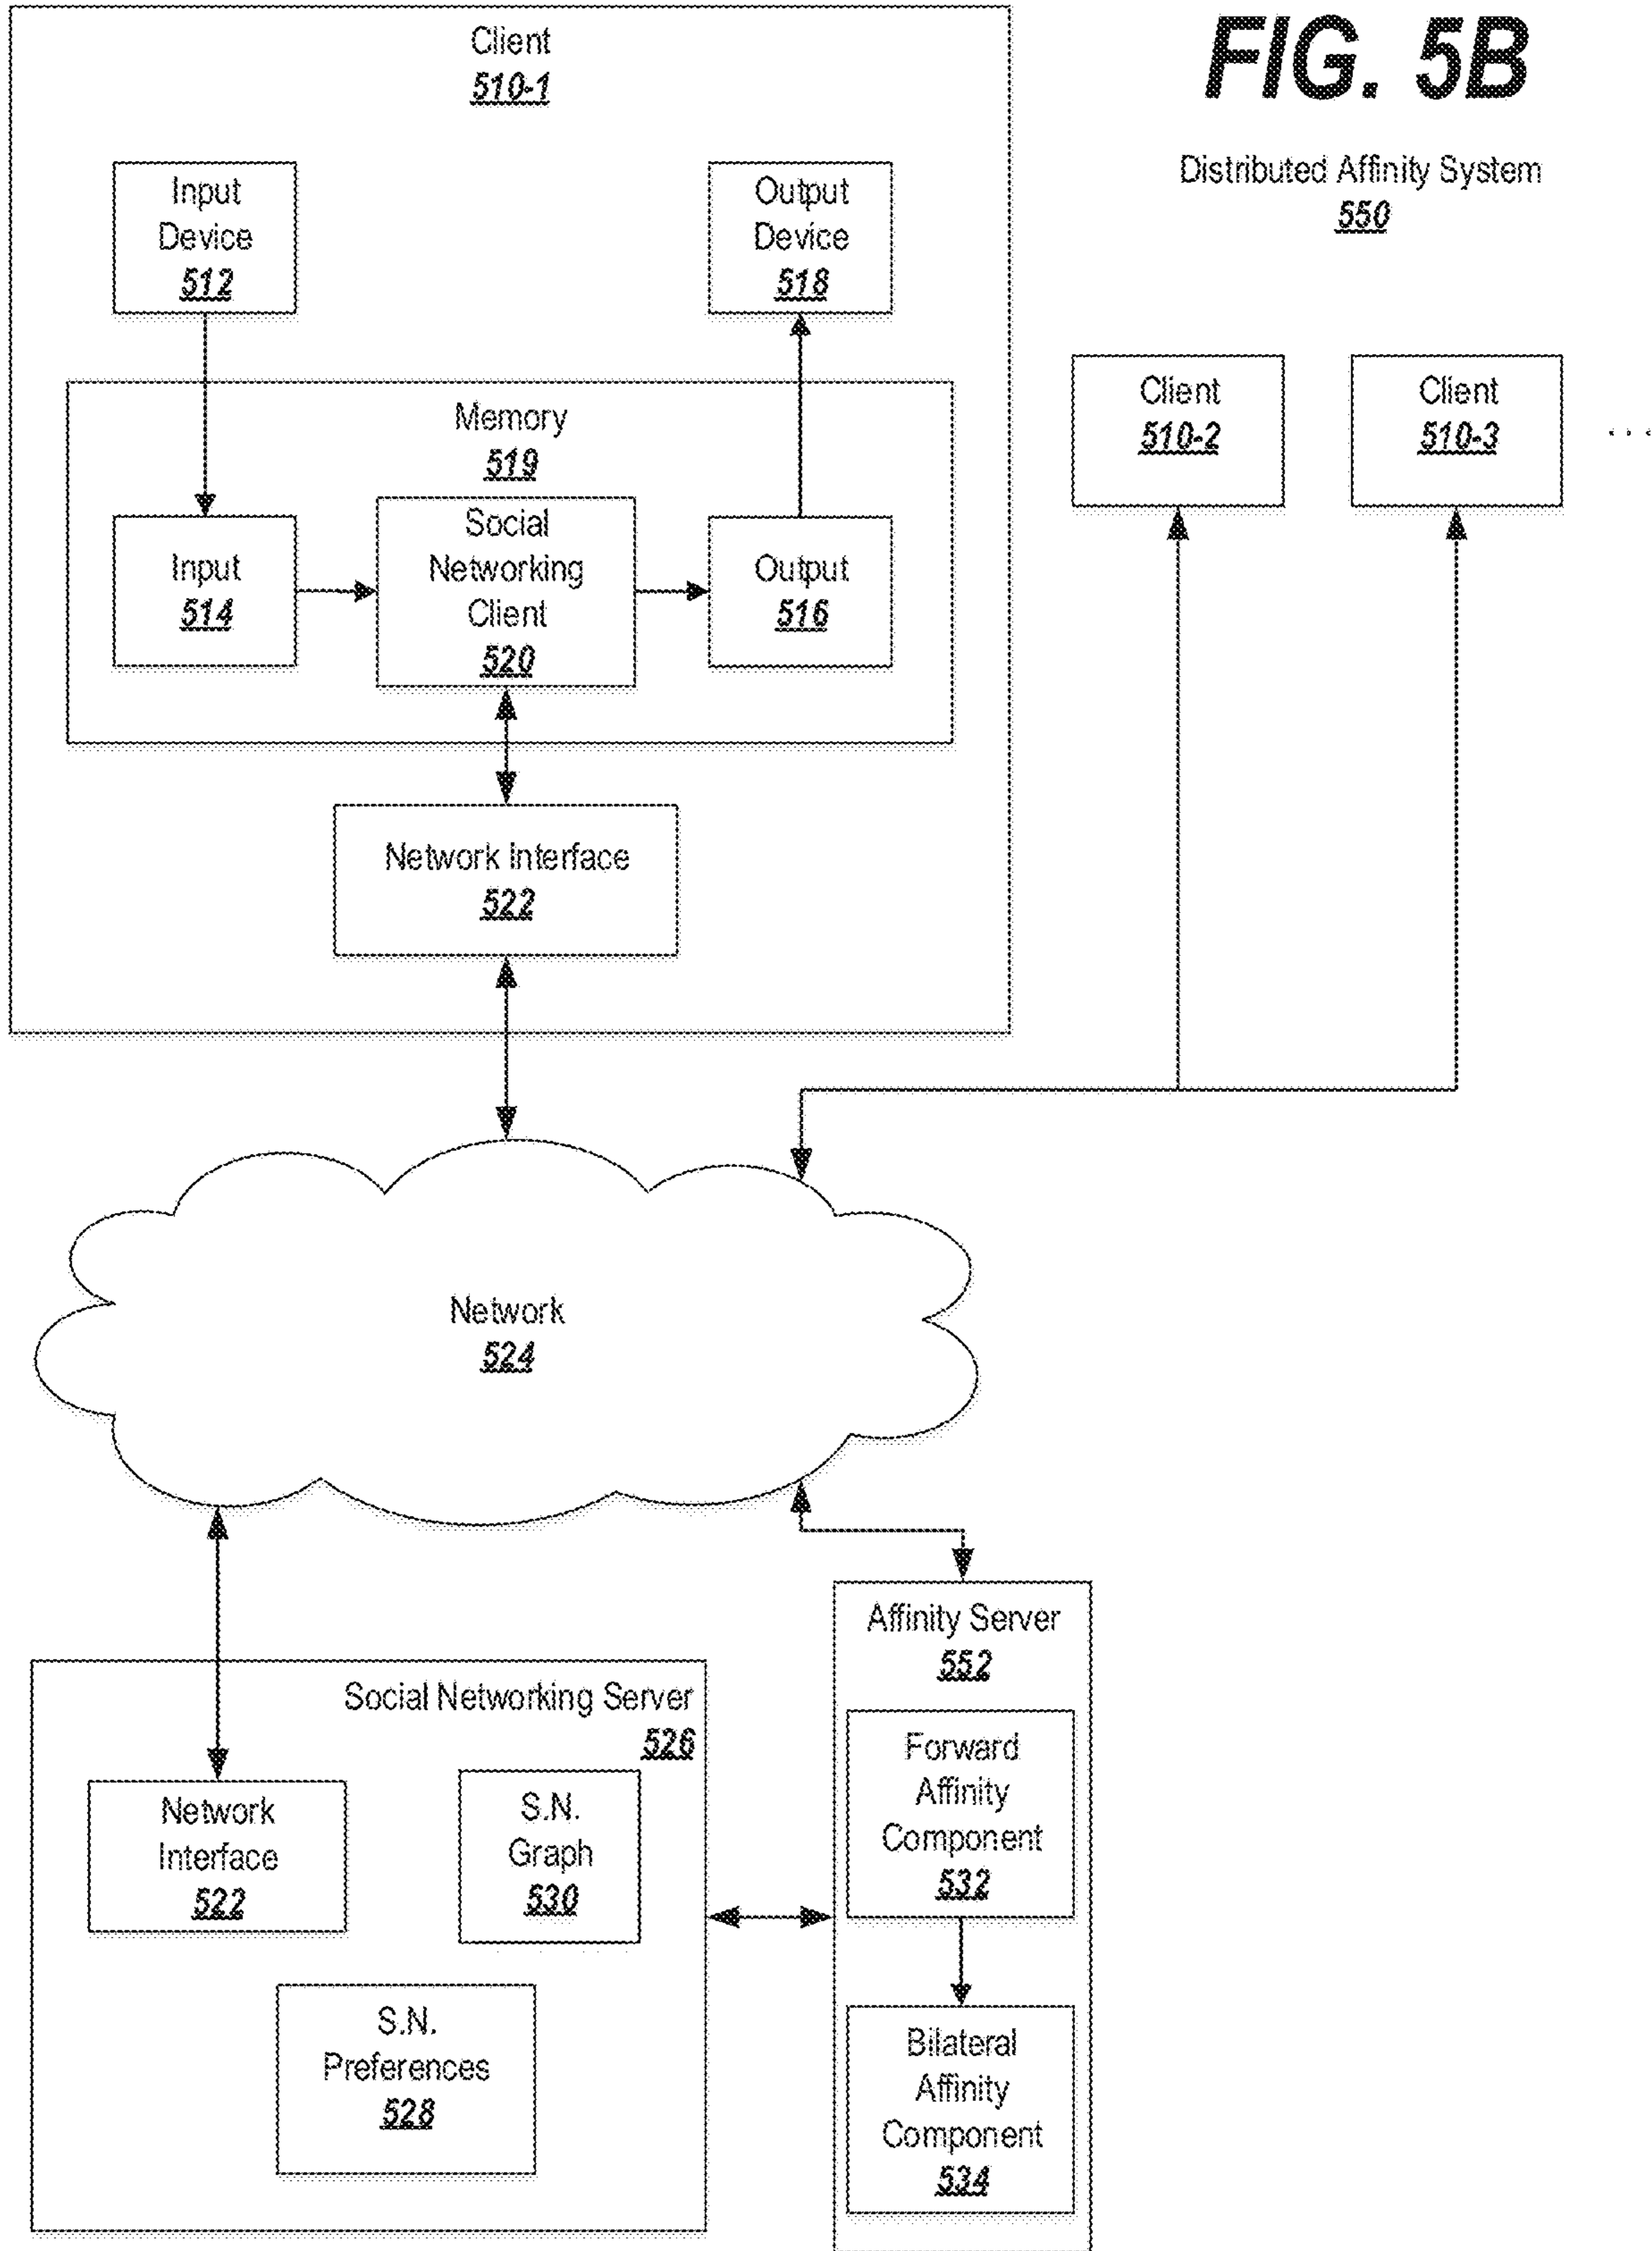 FIG. 5B
Distributed Affinity System
550
Client
510-1
Input
Device
512
Output
Device
518
Memory
519
Input
514
Social
Networking
Client
520
Output
516
Network Interface
522
Client
510-2
Client
510-3
. . .
Network
524
Social Networking Server
526
Network
Interface
522
S.N.
Graph
530
S.N.
Preferences
528
Affinity Server
552
Forward
Affinity
Component
532
Bilateral
Affinity
Component
534